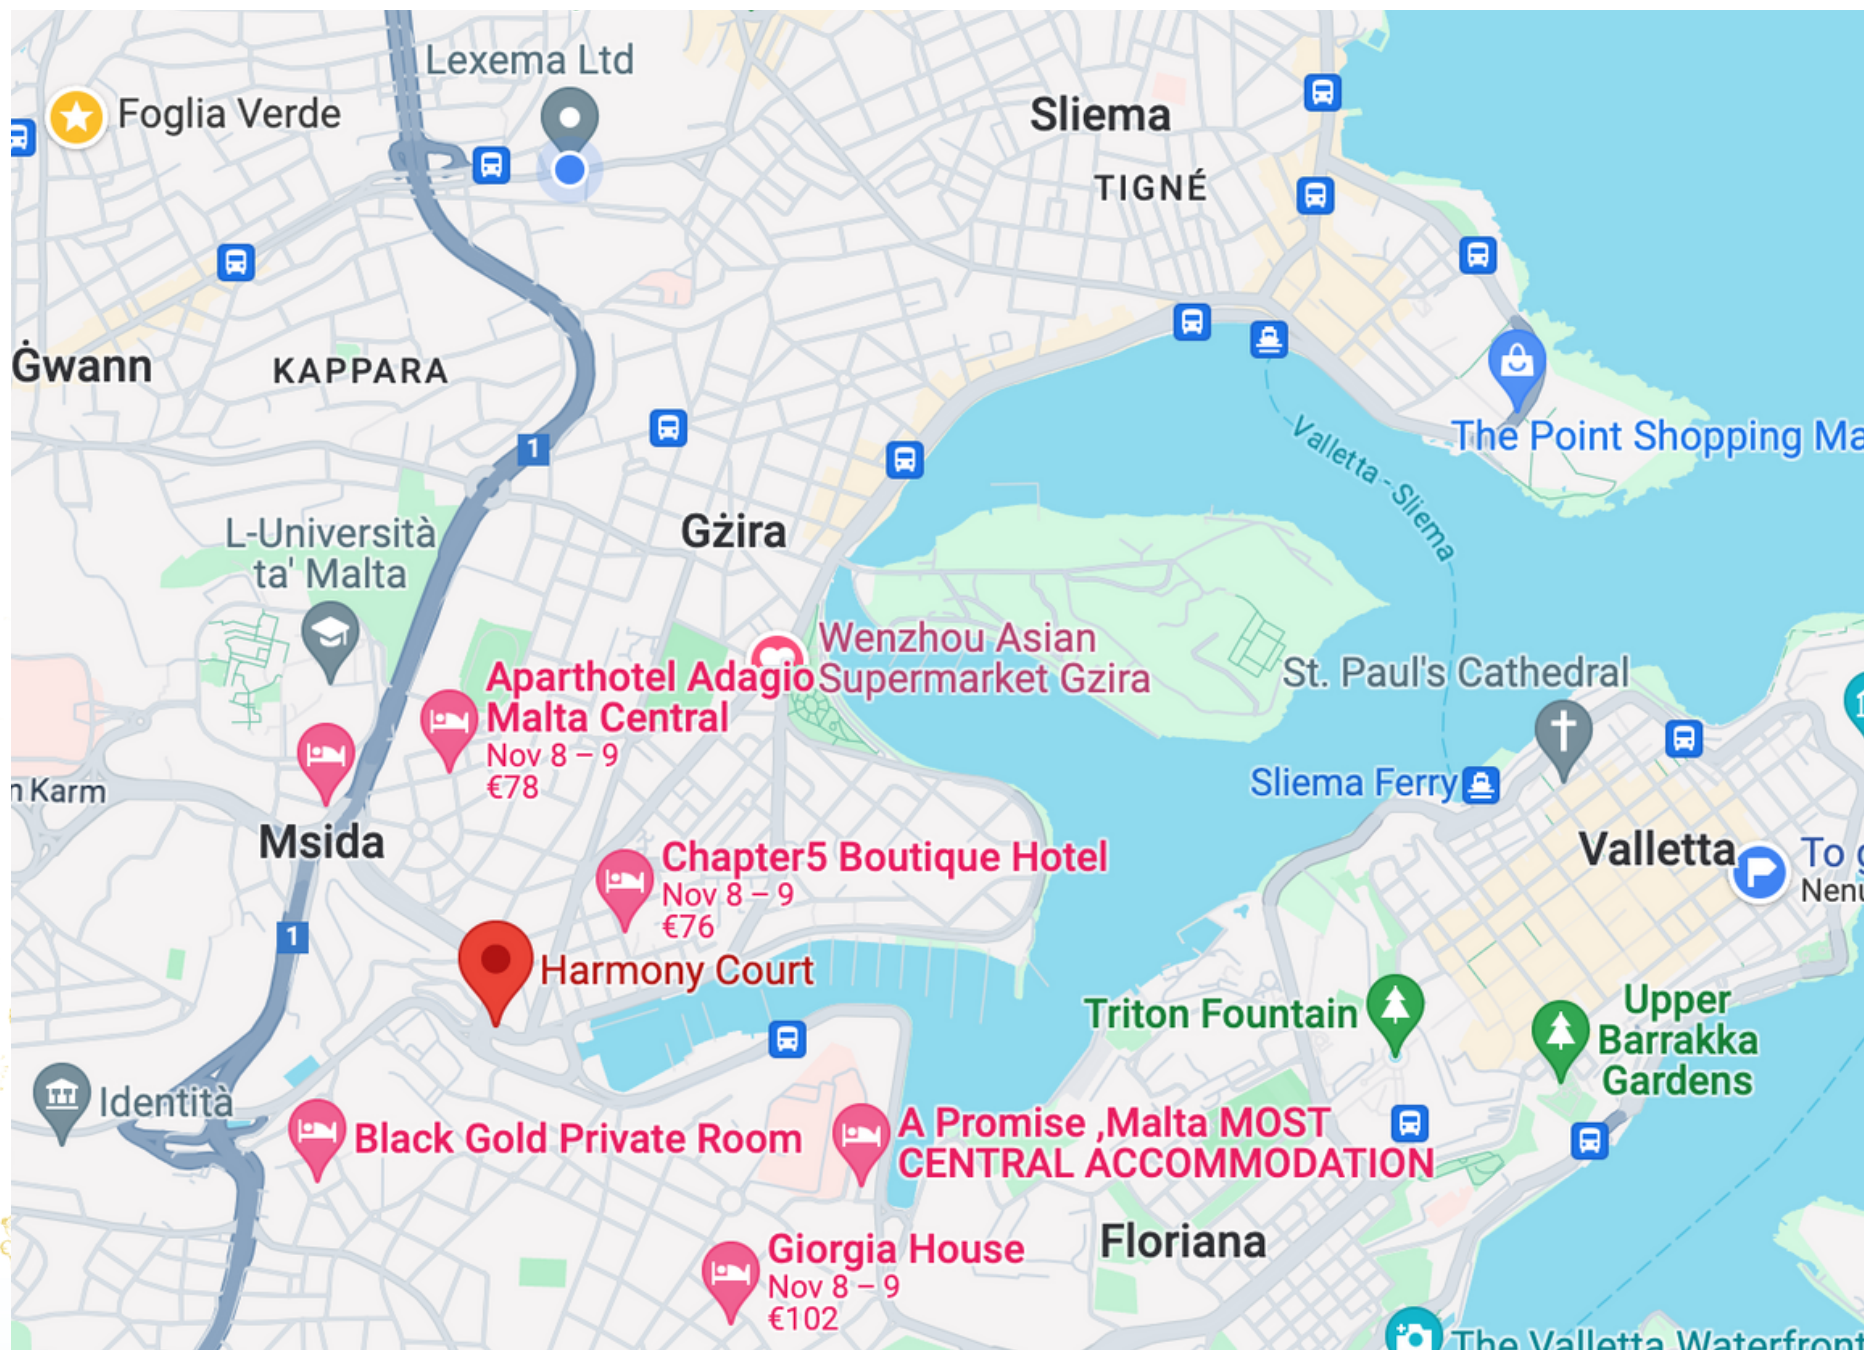 Lexema Ltd
Foglia Verde
Sliema
TIGNÉ
Ġwann
KAPPARA
1
The Point Shopping Ma
Valletta - Sliema
L-Università
ta' Malta
Gżira
Wenzhou Asian
Supermarket Gzira
Aparthotel Adagio
Malta Central
Nov 8 – 9
€78
St. Paul's Cathedral
Sliema Ferry
n Karm
Msida
Valletta
To g
Nenu
Chapter5 Boutique Hotel
Nov 8 – 9
€76
1
Harmony Court
Triton Fountain
Upper
Barrakka
Gardens
Identità
Black Gold Private Room
A Promise ,Malta MOST
CENTRAL ACCOMMODATION
Floriana
Giorgia House
Nov 8 – 9
€102
The Valletta Waterfront